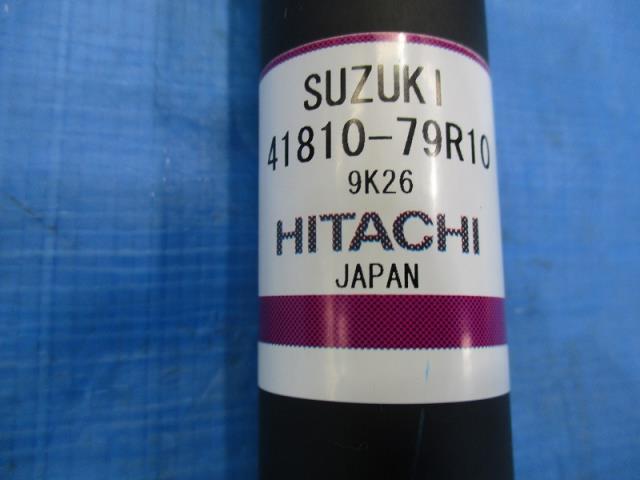 SUZUKI
41810-79R10
9K26
HITACHI
JAPAN